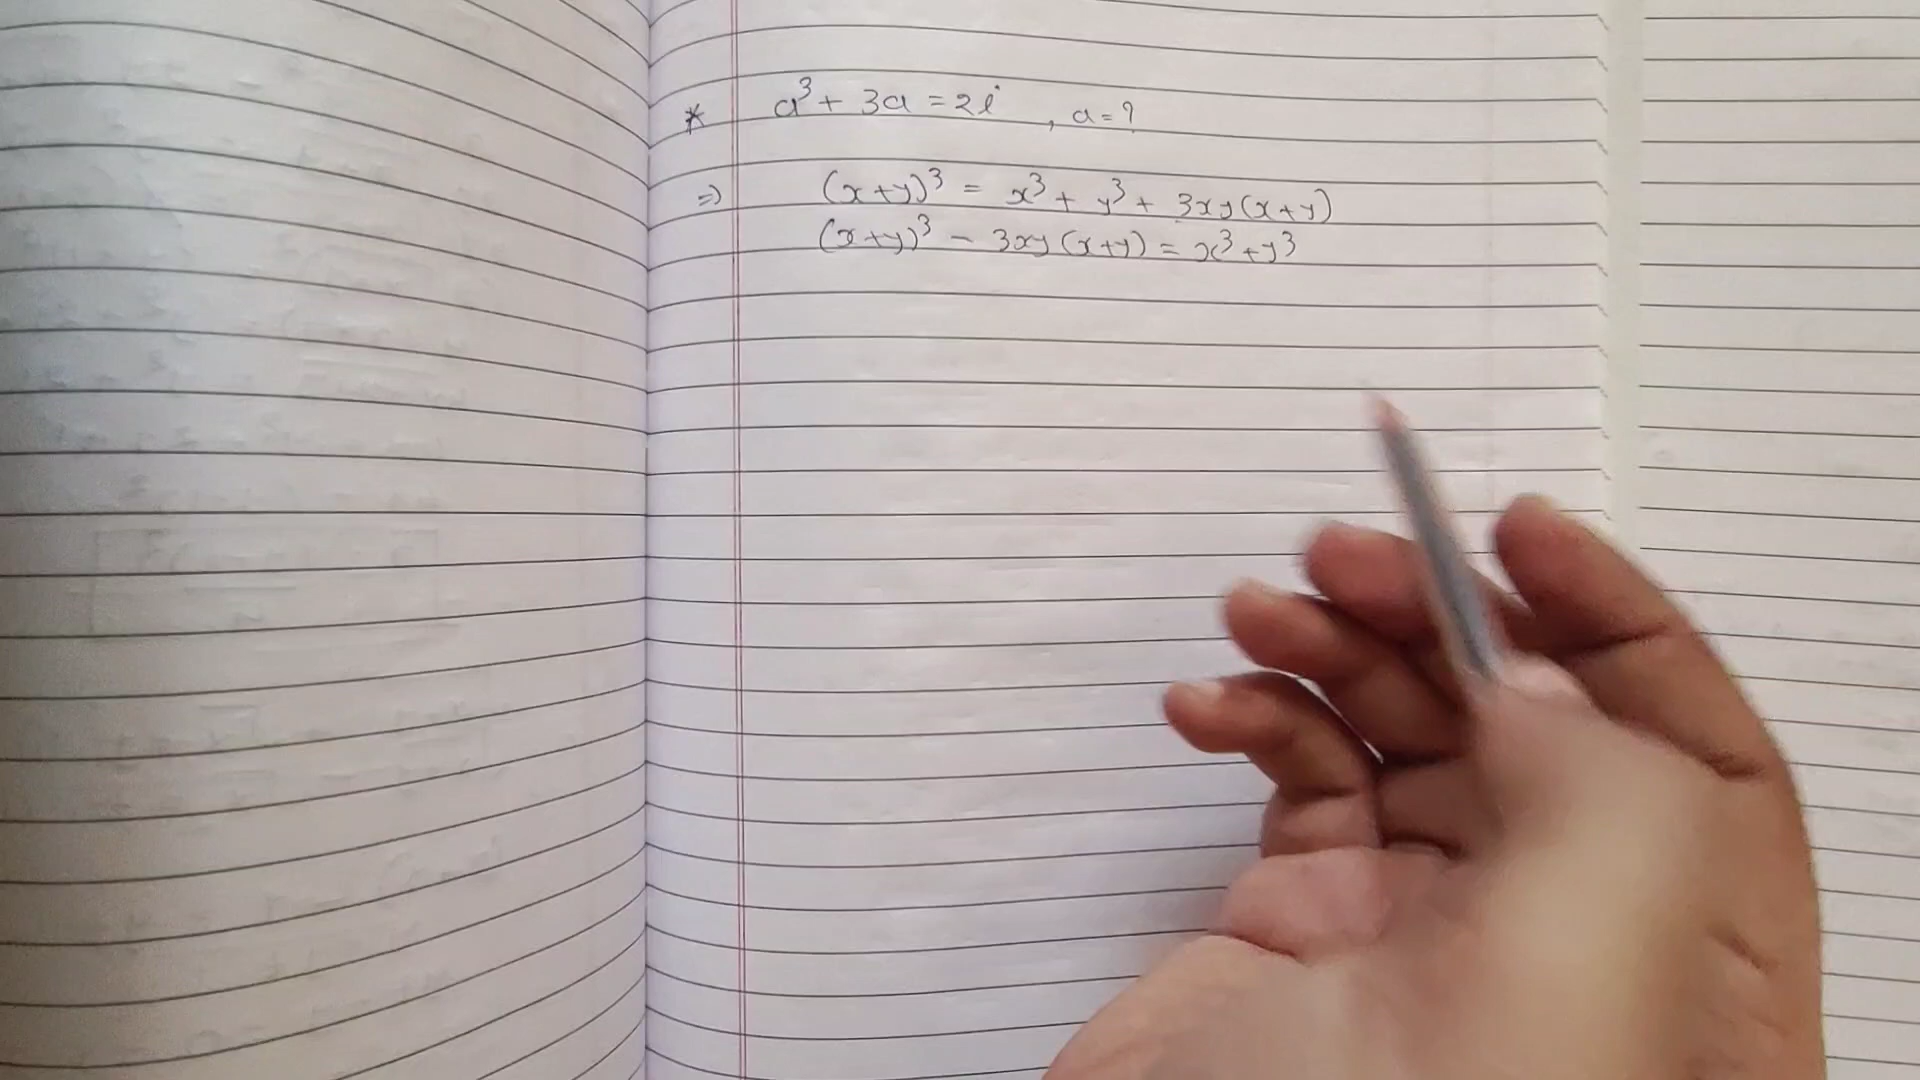 * a³ + 3a = 2i , a = ?
⇒ (x+y)³ = x³ + y³ + 3xy(x+y)
(x+y)³ - 3xy(x+y) = x³ + y³